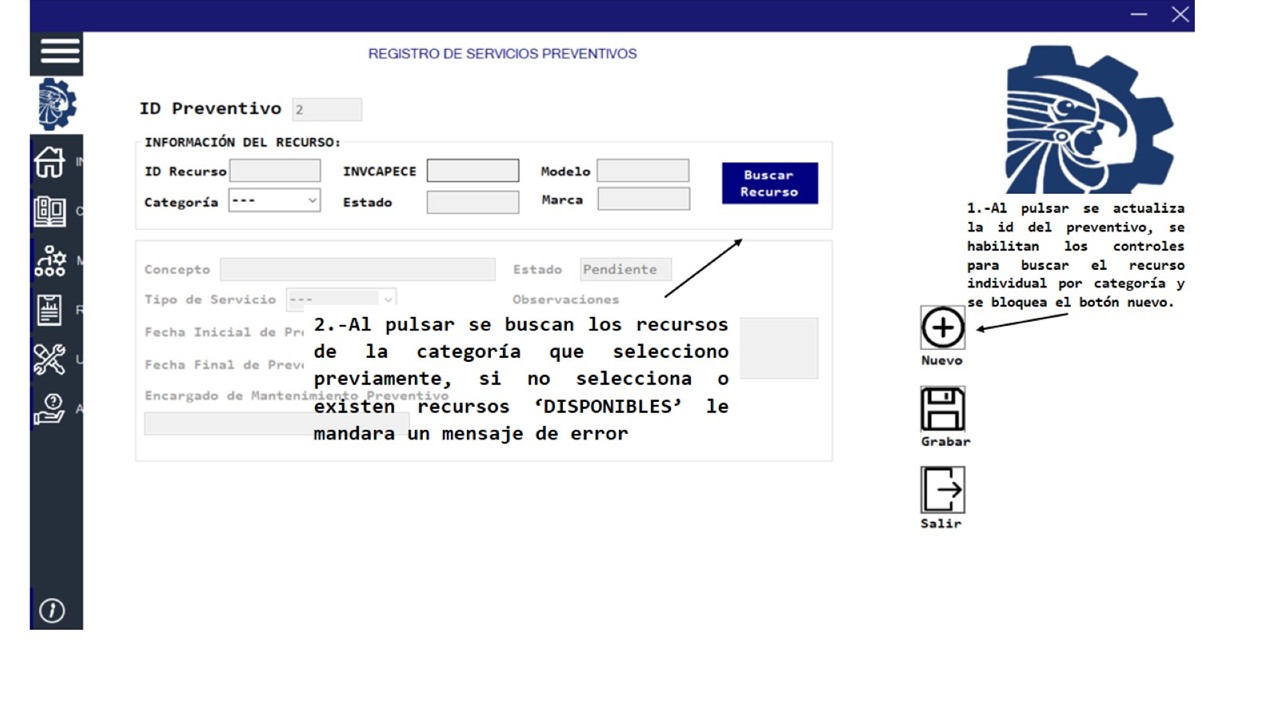 REGISTRO DE SERVICIOS PREVENTIVOS
ID Preventivo 2
INFORMACIÓN DEL RECURSO:
ID Recurso INVCAPECE Modelo
Buscar
Recurso
Categoría --- Estado Marca
1.-Al pulsar se actualiza
la id del preventivo, se
habilitan los controles
para buscar el recurso
individual por categoría y
se bloquea el botón nuevo.
Concepto Estado Pendiente
Tipo de Servicio --- Observaciones
Fecha Inicial de Pre
Fecha Final de Preve
Encargado de Mantenimiento Preventivo
2.-Al pulsar se buscan los recursos
de la categoría que selecciono
previamente, si no selecciona o
existen recursos ‘DISPONIBLES’ le
mandara un mensaje de error
Nuevo
Grabar
Salir
IN
C
M
R
U
A